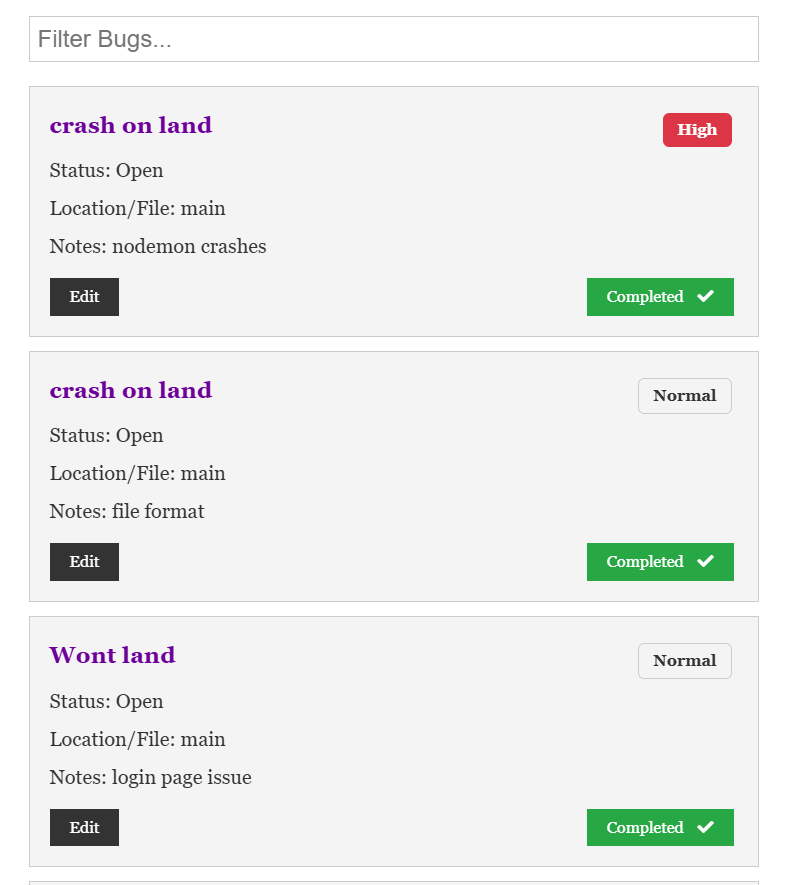 Filter Bugs...
crash on land
High
Status: Open
Location/File: main
Notes: nodemon crashes
Edit
Completed
crash on land
Normal
Status: Open
Location/File: main
Notes: file format
Edit
Completed
Wont land
Normal
Status: Open
Location/File: main
Notes: login page issue
Edit
Completed